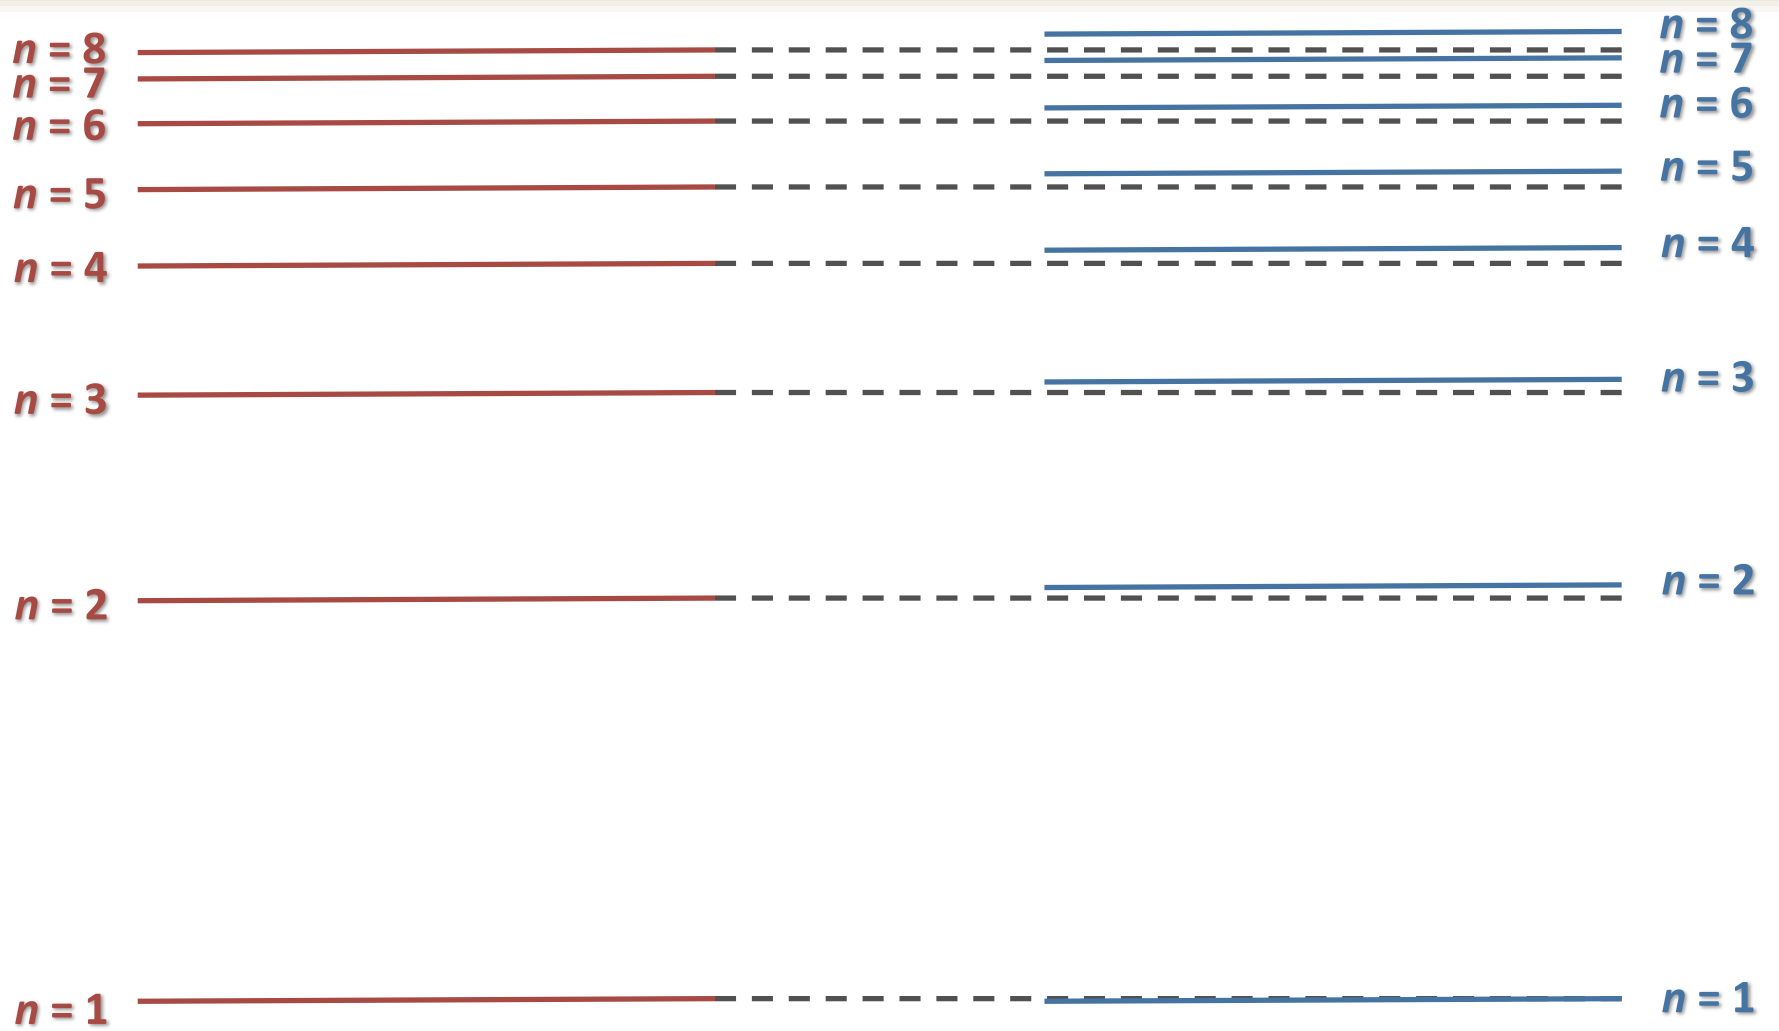 n = 8
n = 7
n = 6
n = 5
n = 4
n = 3
n = 2
n = 1
n = 8
n = 7
n = 6
n = 5
n = 4
n = 3
n = 2
n = 1